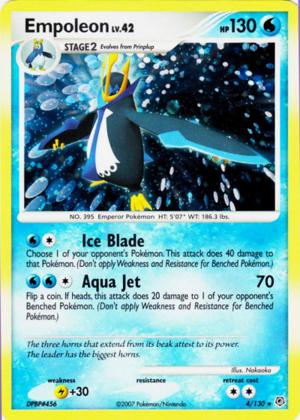 Empoleon LV.42 HP 130
STAGE 2 Evolves from Prinplup
NO. 395 Emperor Pokémon HT: 5'07" WT: 186.3 lbs.
Ice Blade
Choose 1 of your opponent's Pokémon. This attack does 40 damage to
that Pokémon. (Don't apply Weakness and Resistance for Benched Pokémon.)
Aqua Jet 70
Flip a coin. If heads, this attack does 20 damage to 1 of your opponent's
Benched Pokémon. (Don't apply Weakness and Resistance for Benched
Pokémon.)
The three horns that extend from its beak attest to its power.
The leader has the biggest horns.
Illus. Nakaoka
weakness resistance retreat cost
+30
DPBP#456 ©2007 Pokémon/Nintendo 4/130 ★